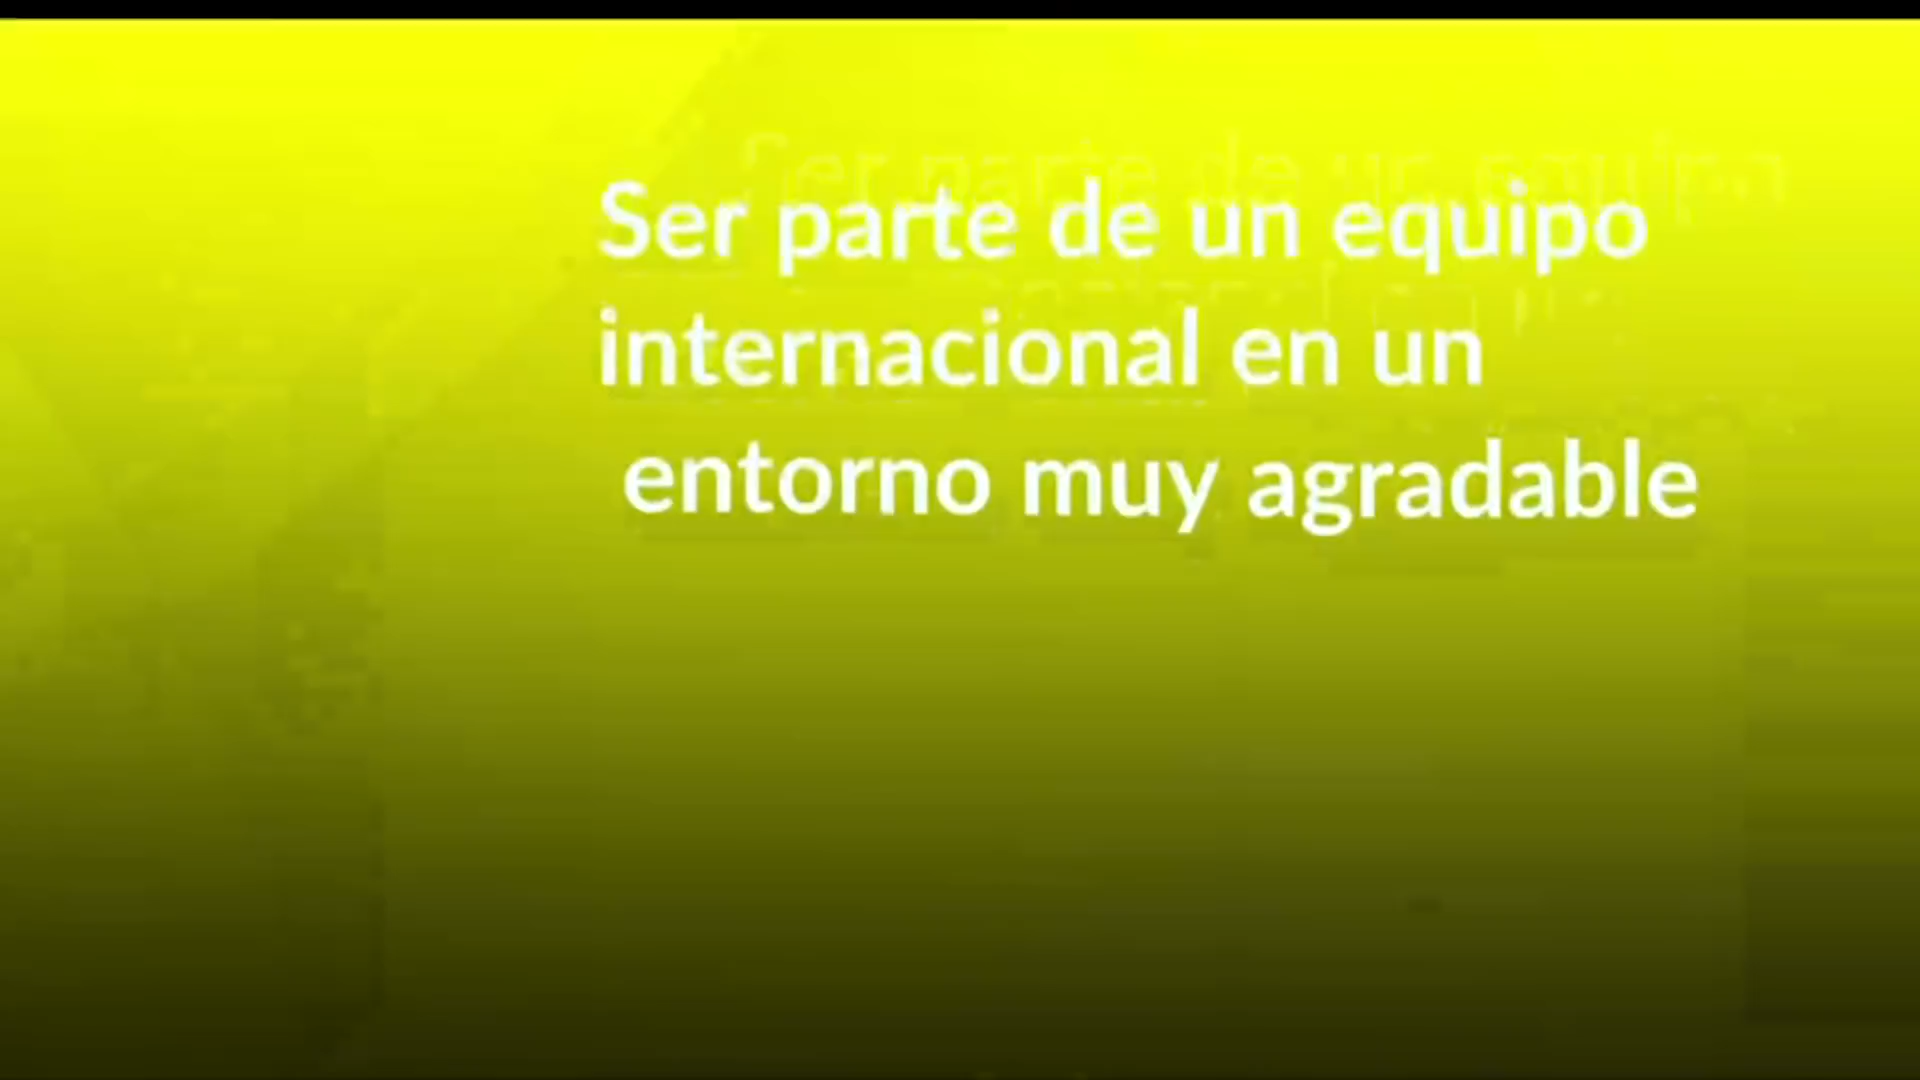 Ser parte de un equipo
internacional en un
entorno muy agradable